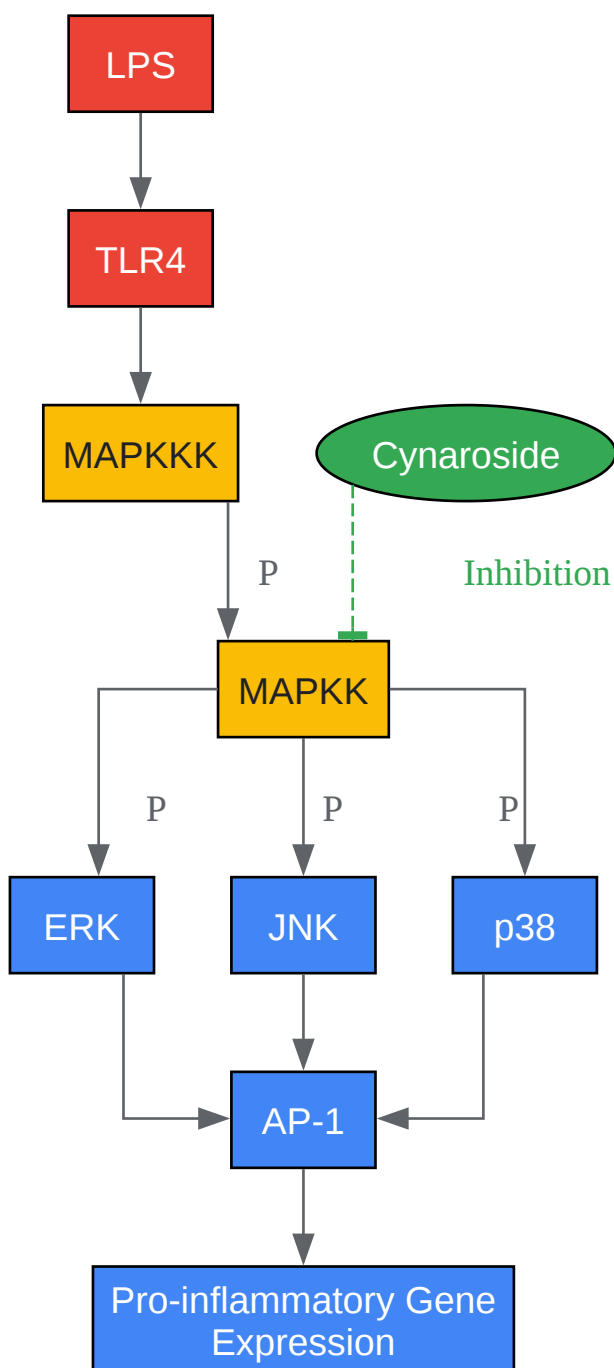 LPS
TLR4
MAPKKK
Cynaroside
P
Inhibition
MAPKK
P
P
P
ERK
JNK
p38
AP-1
Pro-inflammatory Gene
Expression